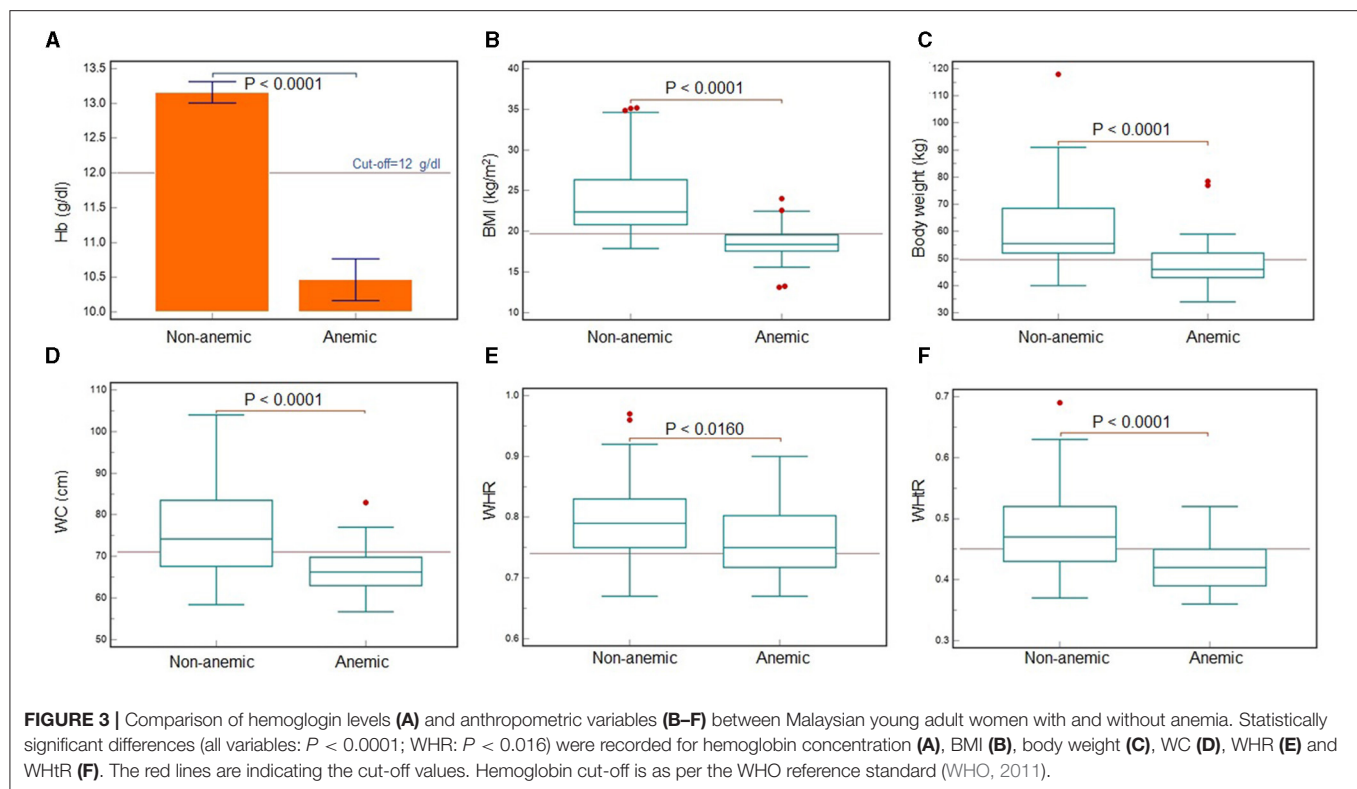 A
13.5
13.0
12.5
12.0
11.5
11.0
10.5
10.0
Hb (g/dl)
P < 0.0001
Cut-off=12 g/dl
Non-anemic
Anemic
B
40
35
30
25
20
15
10
BMI (kg/m²)
P < 0.0001
Non-anemic
Anemic
C
120
110
100
90
80
70
60
50
40
30
Body weight (kg)
P < 0.0001
Non-anemic
Anemic
D
110
100
90
80
70
60
50
WC (cm)
P < 0.0001
Non-anemic
Anemic
E
1.0
0.9
0.8
0.7
0.6
WHR
P < 0.0160
Non-anemic
Anemic
F
0.7
0.6
0.5
0.4
0.3
WHtR
P < 0.0001
Non-anemic
Anemic
FIGURE 3 | Comparison of hemoglogin levels (A) and anthropometric variables (B–F) between Malaysian young adult women with and without anemia. Statistically
significant differences (all variables: P < 0.0001; WHR: P < 0.016) were recorded for hemoglobin concentration (A), BMI (B), body weight (C), WC (D), WHR (E) and
WHtR (F). The red lines are indicating the cut-off values. Hemoglobin cut-off is as per the WHO reference standard (WHO, 2011).